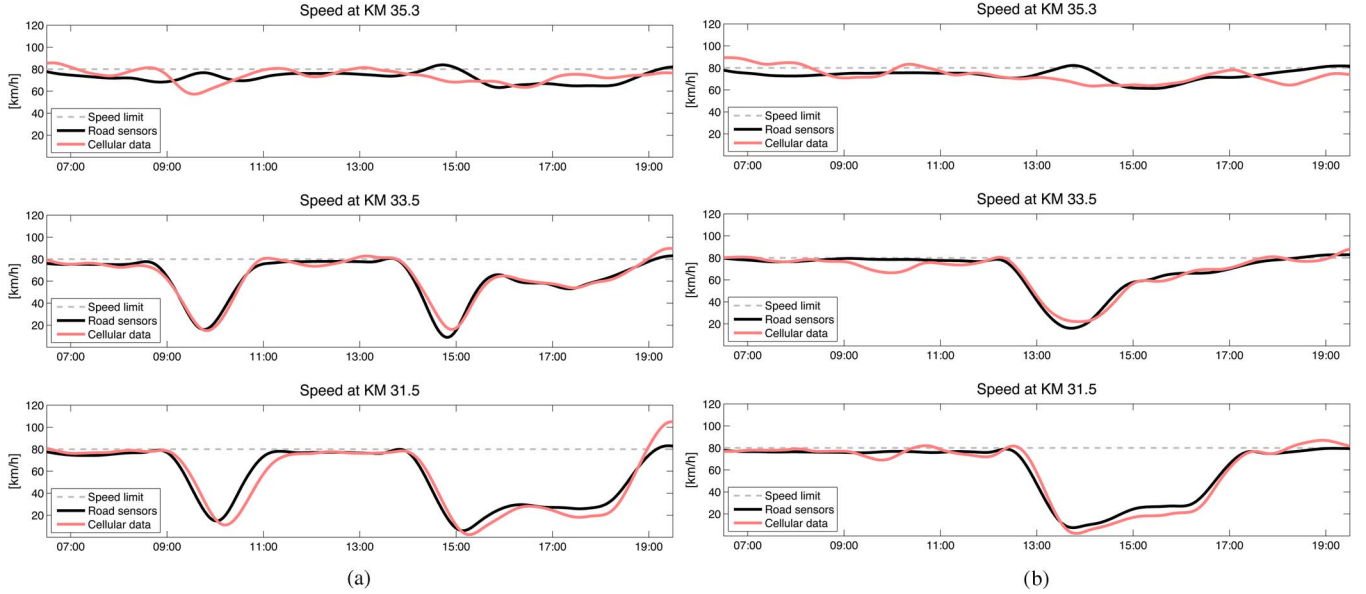 Speed at KM 35.3
120
100
80
60
40
20
[km/h]
Speed limit
Road sensors
Cellular data
07:00 09:00 11:00 13:00 15:00 17:00 19:00
Speed at KM 33.5
120
100
80
60
40
20
[km/h]
Speed limit
Road sensors
Cellular data
07:00 09:00 11:00 13:00 15:00 17:00 19:00
Speed at KM 31.5
120
100
80
60
40
20
[km/h]
Speed limit
Road sensors
Cellular data
07:00 09:00 11:00 13:00 15:00 17:00 19:00
(a)
Speed at KM 35.3
120
100
80
60
40
20
[km/h]
Speed limit
Road sensors
Cellular data
07:00 09:00 11:00 13:00 15:00 17:00 19:00
Speed at KM 33.5
120
100
80
60
40
20
[km/h]
Speed limit
Road sensors
Cellular data
07:00 09:00 11:00 13:00 15:00 17:00 19:00
Speed at KM 31.5
120
100
80
60
40
20
[km/h]
Speed limit
Road sensors
Cellular data
07:00 09:00 11:00 13:00 15:00 17:00 19:00
(b)